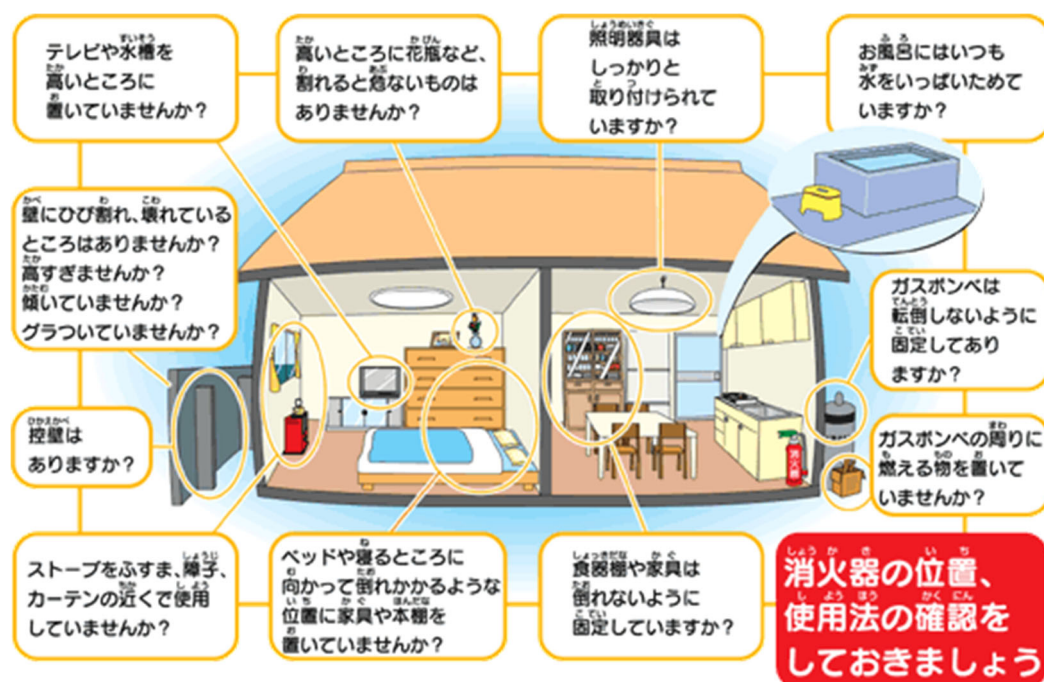 テレビや水槽を
高いところに
置いていませんか？
高いところに花瓶など、
割れると危ないものは
ありませんか？
照明器具は
しっかりと
取り付けられて
いますか？
お風呂にはいつも
水をいっぱいためて
いますか？
壁にひび割れ、壊れている
ところはありませんか？
高すぎませんか？
傾いていませんか？
グラついていませんか？
ガスボンベは
転倒しないように
固定してあり
ますか？
控壁は
ありますか？
ガスボンベの周りに
燃える物を置いて
いませんか？
消火器
ストーブをふすま、障子、
カーテンの近くで使用
していませんか？
ベッドや寝るところに
向かって倒れかかるような
位置に家具や本棚を
置いていませんか？
食器棚や家具は
倒れないように
固定していますか？
消火器の位置、
使用法の確認を
しておきましょう